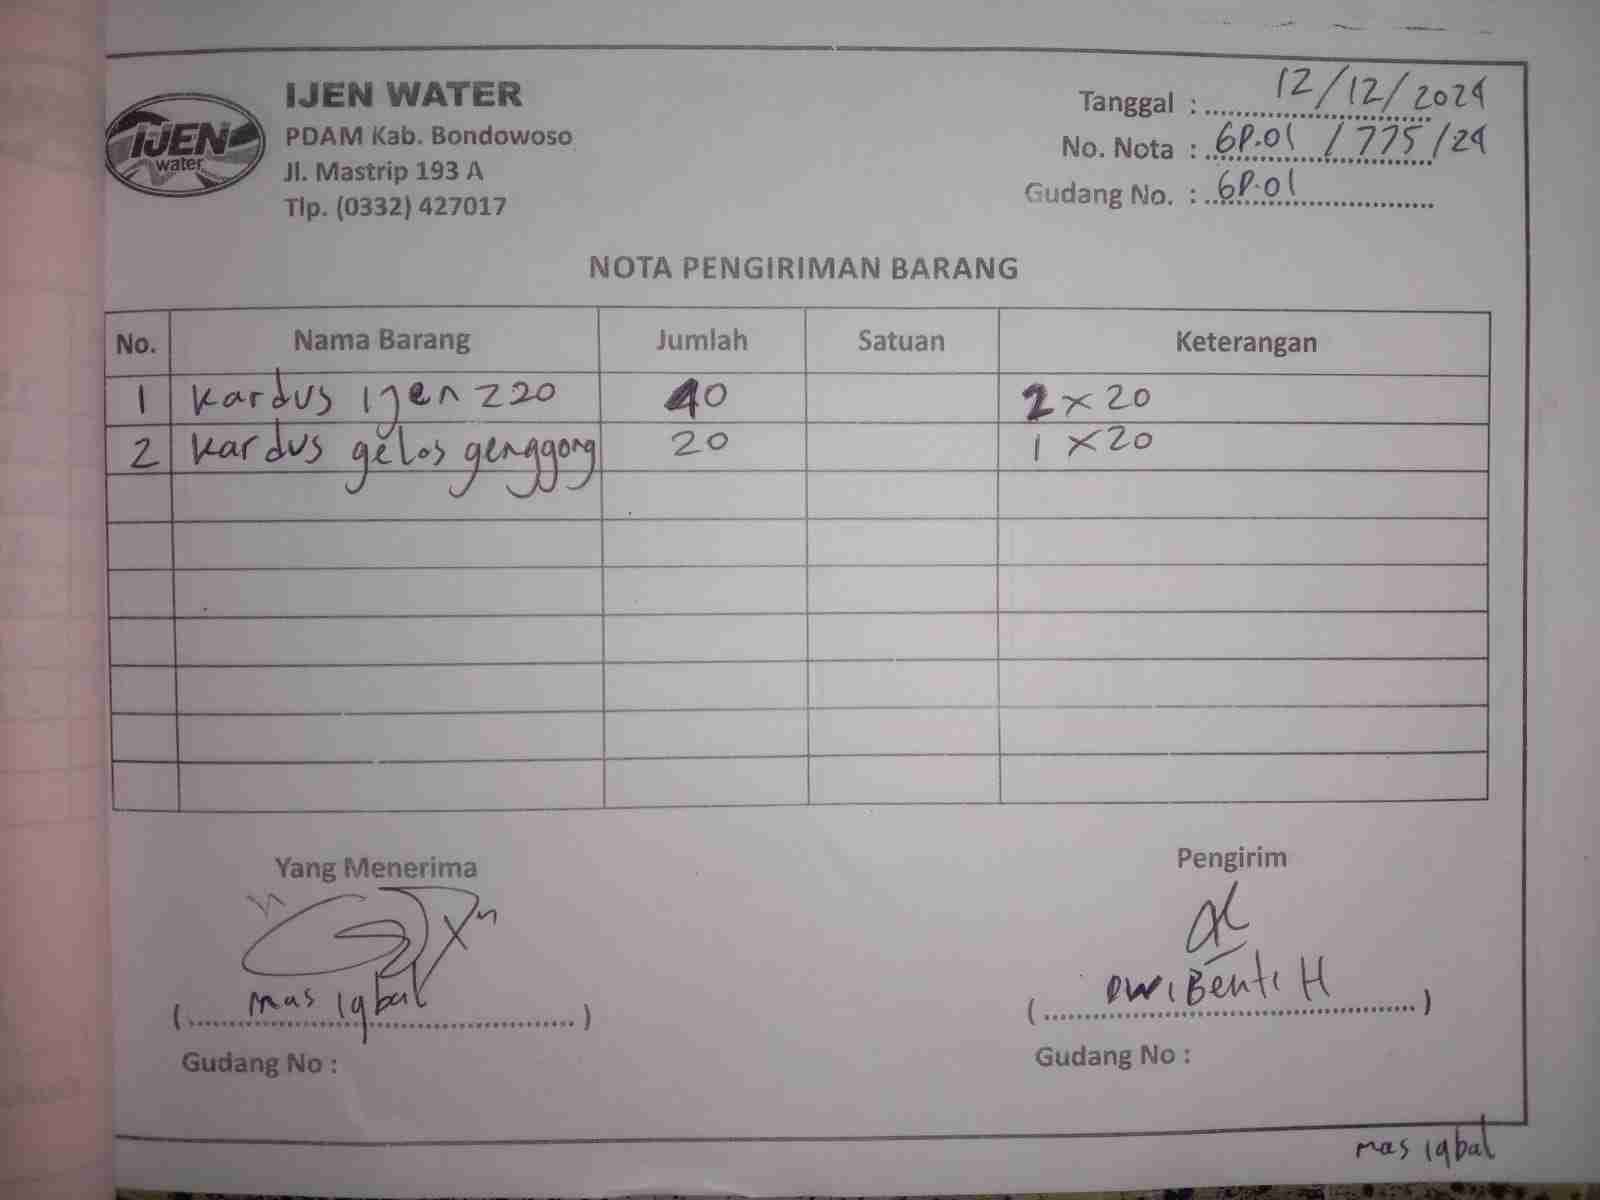 IJEN WATER
PDAM Kab. Bondowoso
Jl. Mastrip 193 A
Tlp. (0332) 427017
IJEN
water
Tanggal : 12/12/2024
No. Nota : GP.01 / 775/24
Gudang No. : GP.01
NOTA PENGIRIMAN BARANG
No. Nama Barang Jumlah Satuan Keterangan
1 kardus ijen 220 40 2 x 20
2 kardus gelas genggong 20 1 x 20
Yang Menerima Pengirim
(mas iqbal) (Dwi Benti H)
Gudang No : Gudang No :
mas iqbal